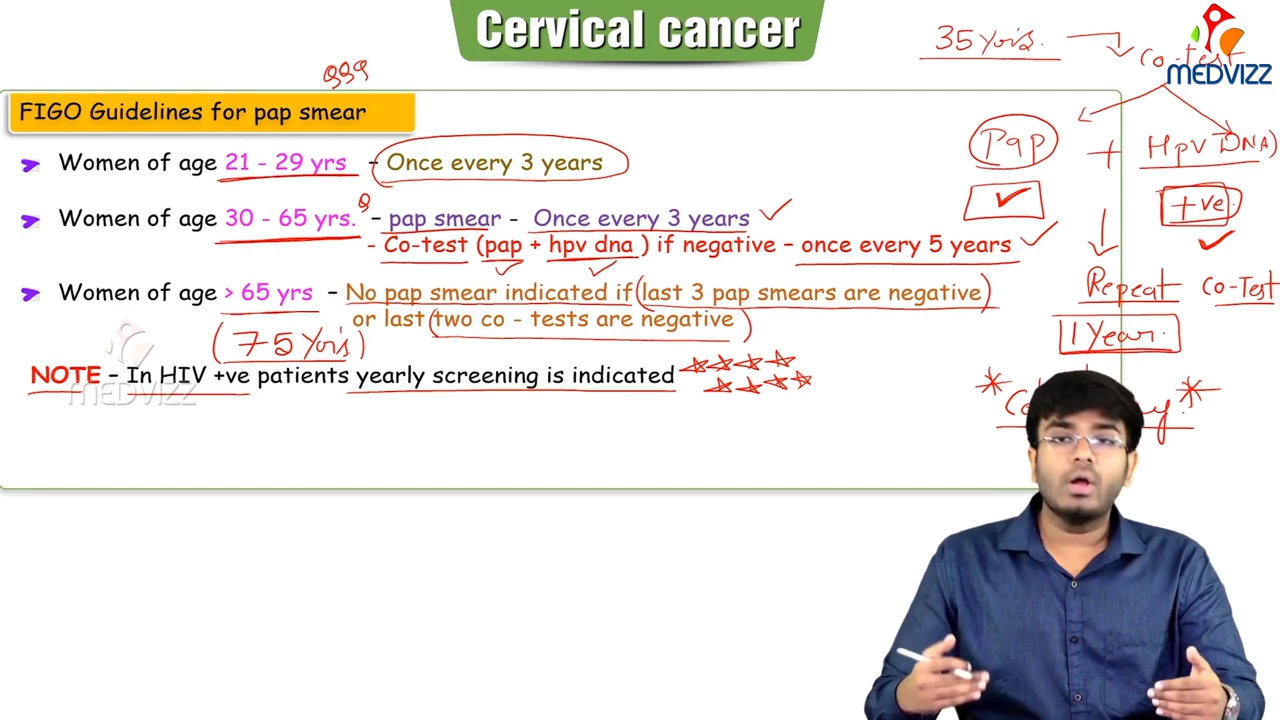 Cervical cancer
35 Yr's.
Co-test
MEDVIZZ
FIGO Guidelines for pap smear
Women of age 21 - 29 yrs - Once every 3 years
Pap + HPV DNA)
+ve
Women of age 30 - 65 yrs. - pap smear - Once every 3 years
- Co-test (pap + hpv dna ) if negative - once every 5 years
Repeat Co-Test
1 Year.
Women of age > 65 yrs - No pap smear indicated if (last 3 pap smears are negative)
or last (two co - tests are negative)
(75 Yr's)
NOTE - In HIV +ve patients yearly screening is indicated
MEDVIZZ